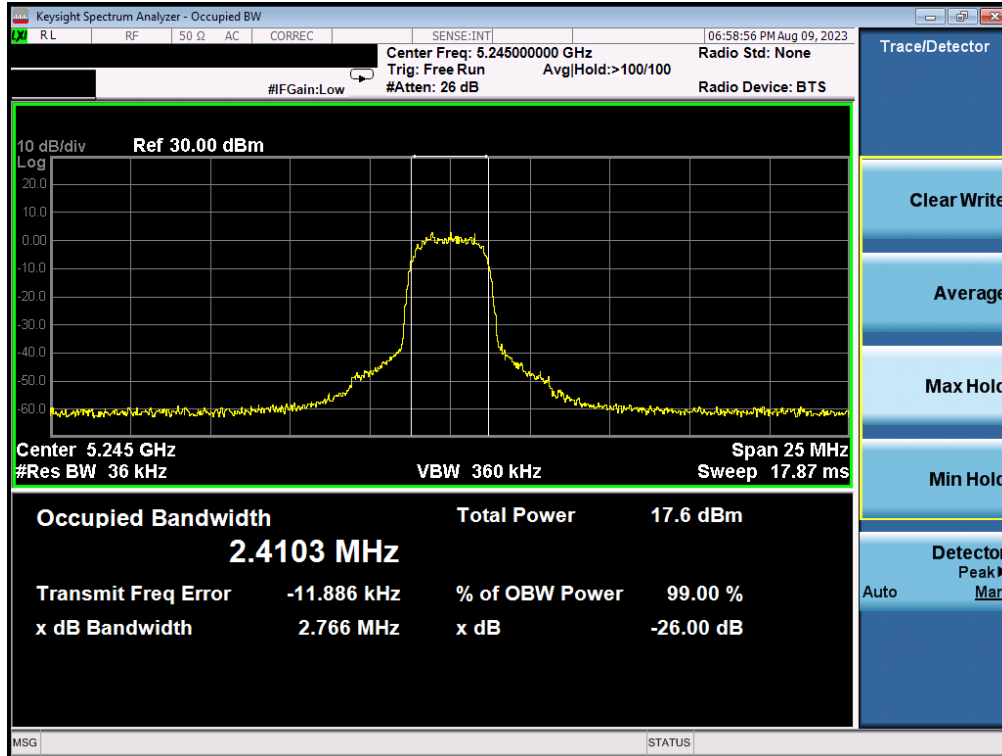 Keysight Spectrum Analyzer - Occupied BW
LXI RL RF 50 Ω AC CORREC SENSE:INT 06:58:56 PM Aug 09, 2023
Center Freq: 5.245000000 GHz Radio Std: None
Trig: Free Run Avg|Hold:>100/100
#IFGain:Low #Atten: 26 dB Radio Device: BTS
Trace/Detector
10 dB/div Ref 30.00 dBm
Log
20.0
10.0
0.00
-10.0
-20.0
-30.0
-40.0
-50.0
-60.0
Center 5.245 GHz Span 25 MHz
#Res BW 36 kHz VBW 360 kHz Sweep 17.87 ms
Occupied Bandwidth Total Power 17.6 dBm
2.4103 MHz
Transmit Freq Error -11.886 kHz % of OBW Power 99.00 %
x dB Bandwidth 2.766 MHz x dB -26.00 dB
Clear Write
Average
Max Hold
Min Hold
Detector
Peak
Auto Man
MSG STATUS